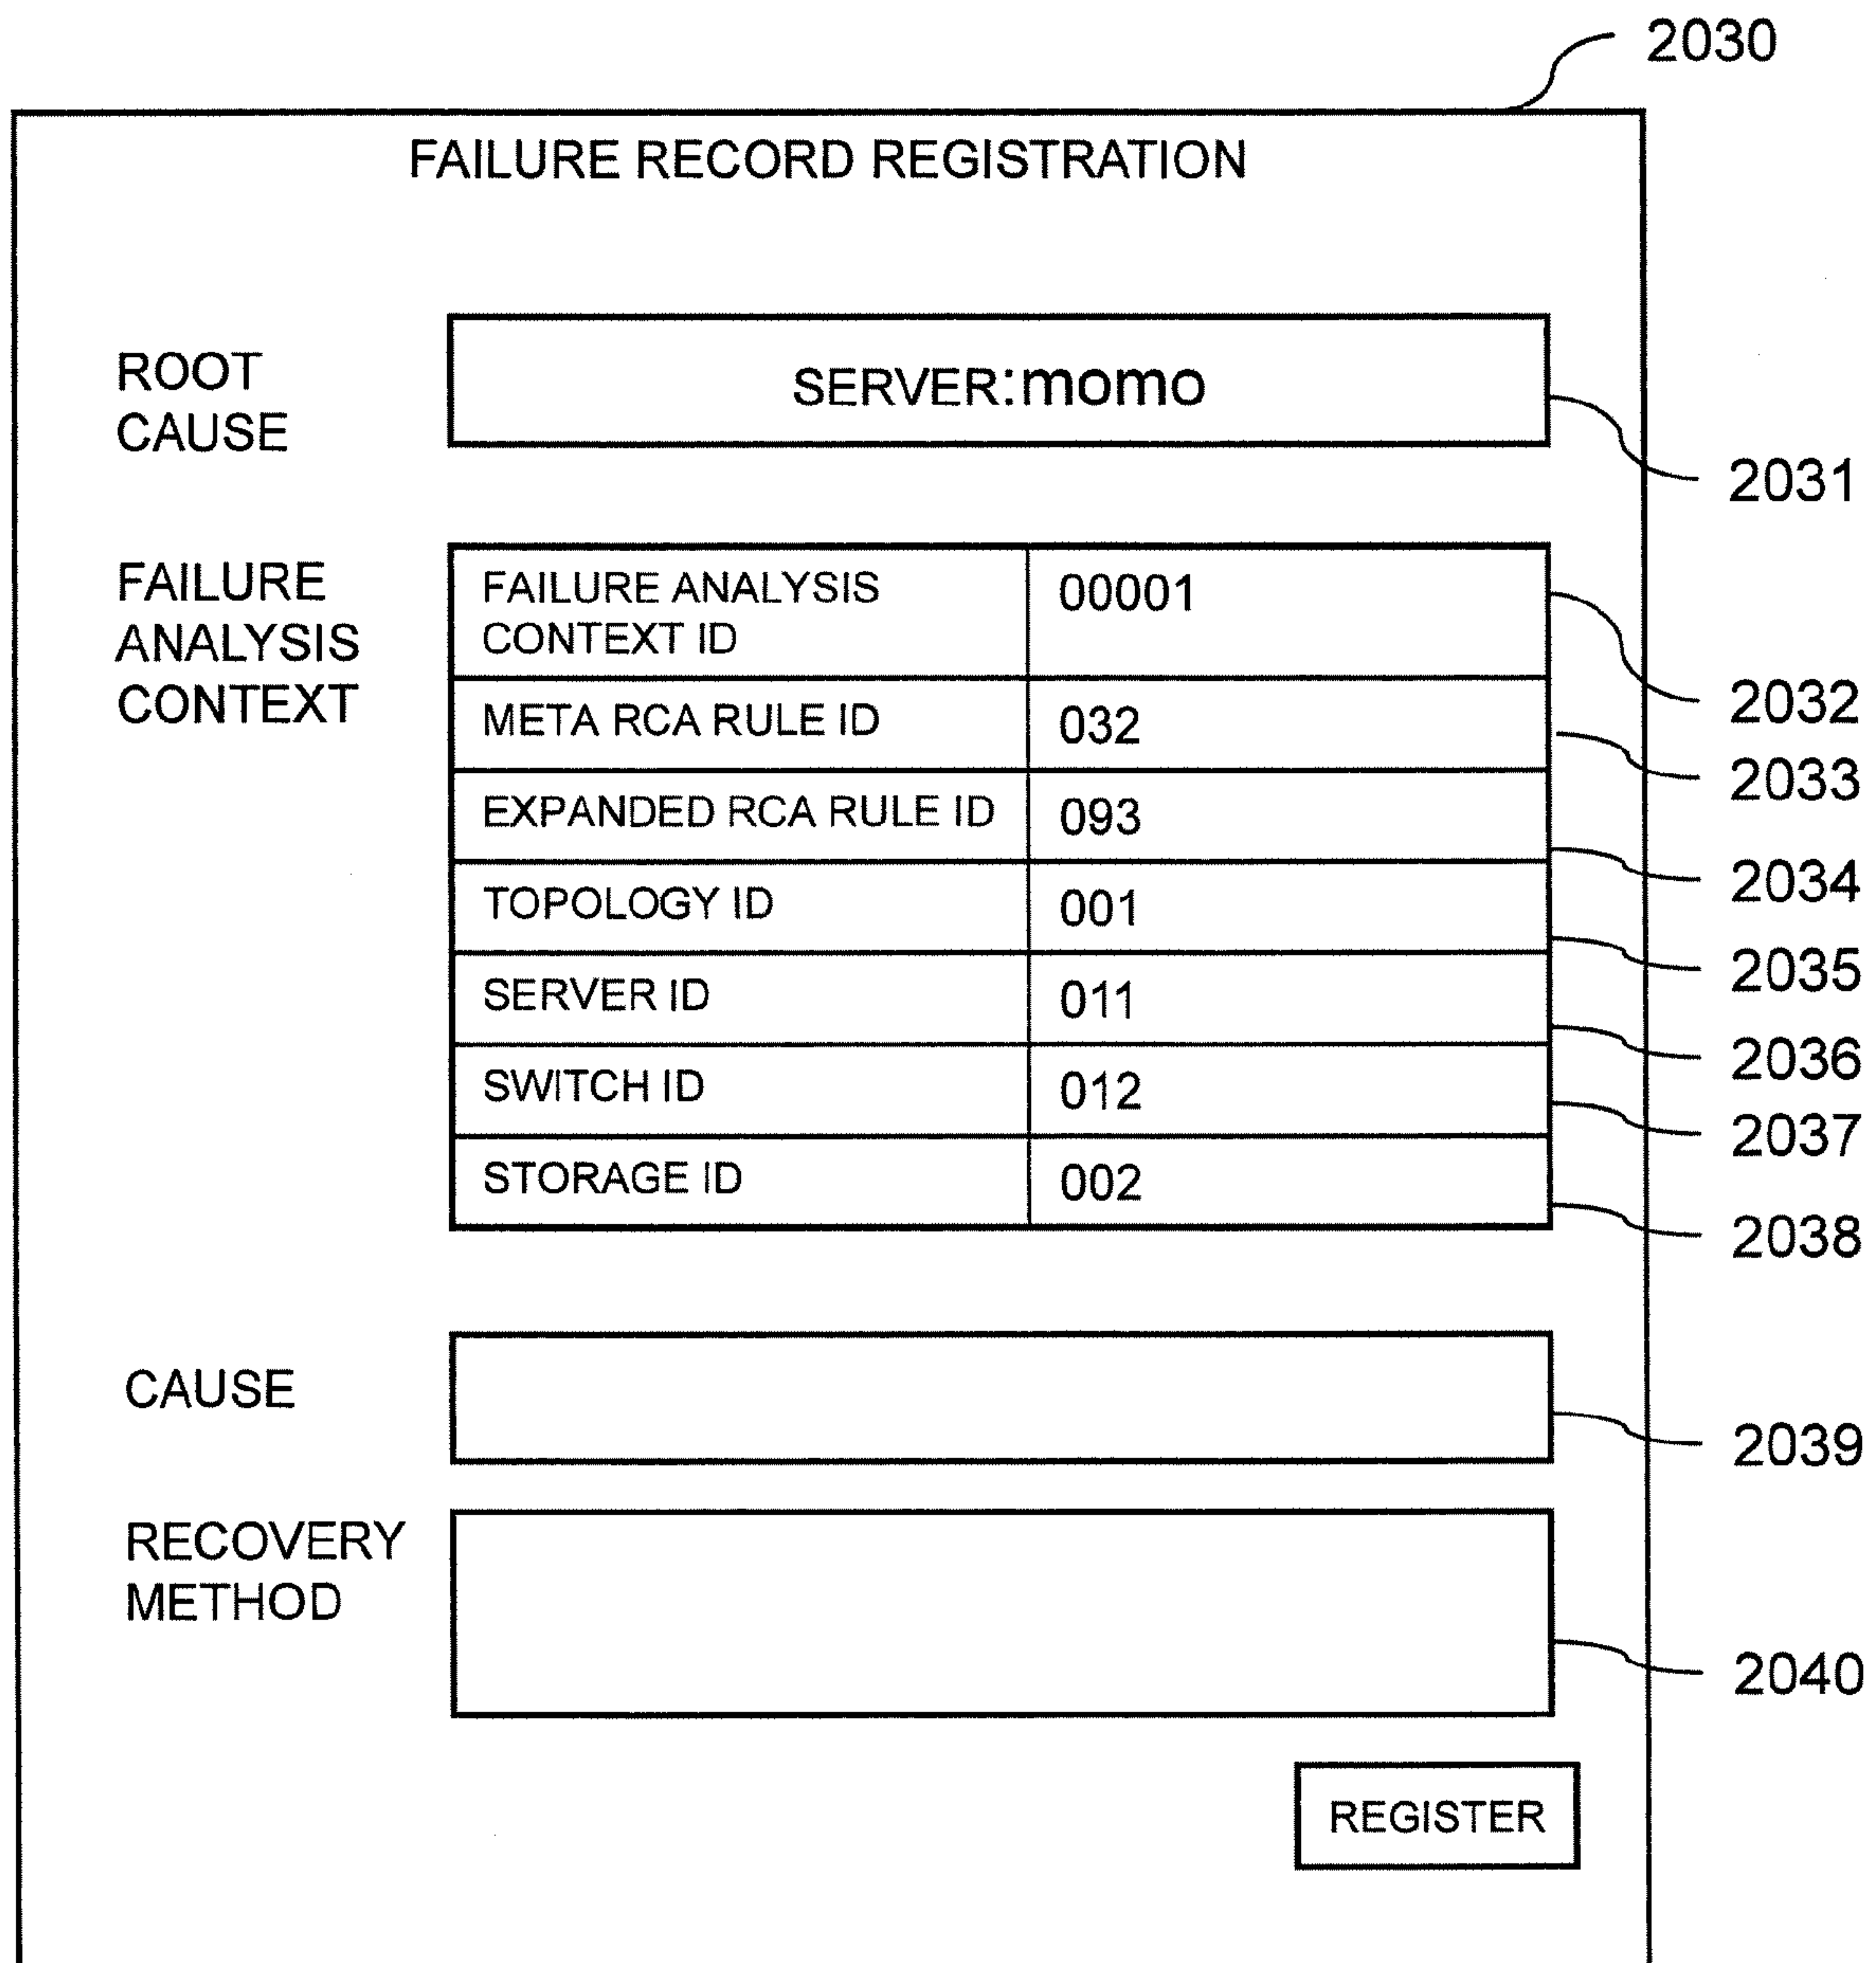 2030
FAILURE RECORD REGISTRATION
ROOT
CAUSE
SERVER:momo
2031
FAILURE
ANALYSIS
CONTEXT
FAILURE ANALYSIS
CONTEXT ID
00001
2032
META RCA RULE ID
032
2033
EXPANDED RCA RULE ID
093
2034
TOPOLOGY ID
001
2035
SERVER ID
011
2036
SWITCH ID
012
2037
STORAGE ID
002
2038
CAUSE
2039
RECOVERY
METHOD
2040
REGISTER